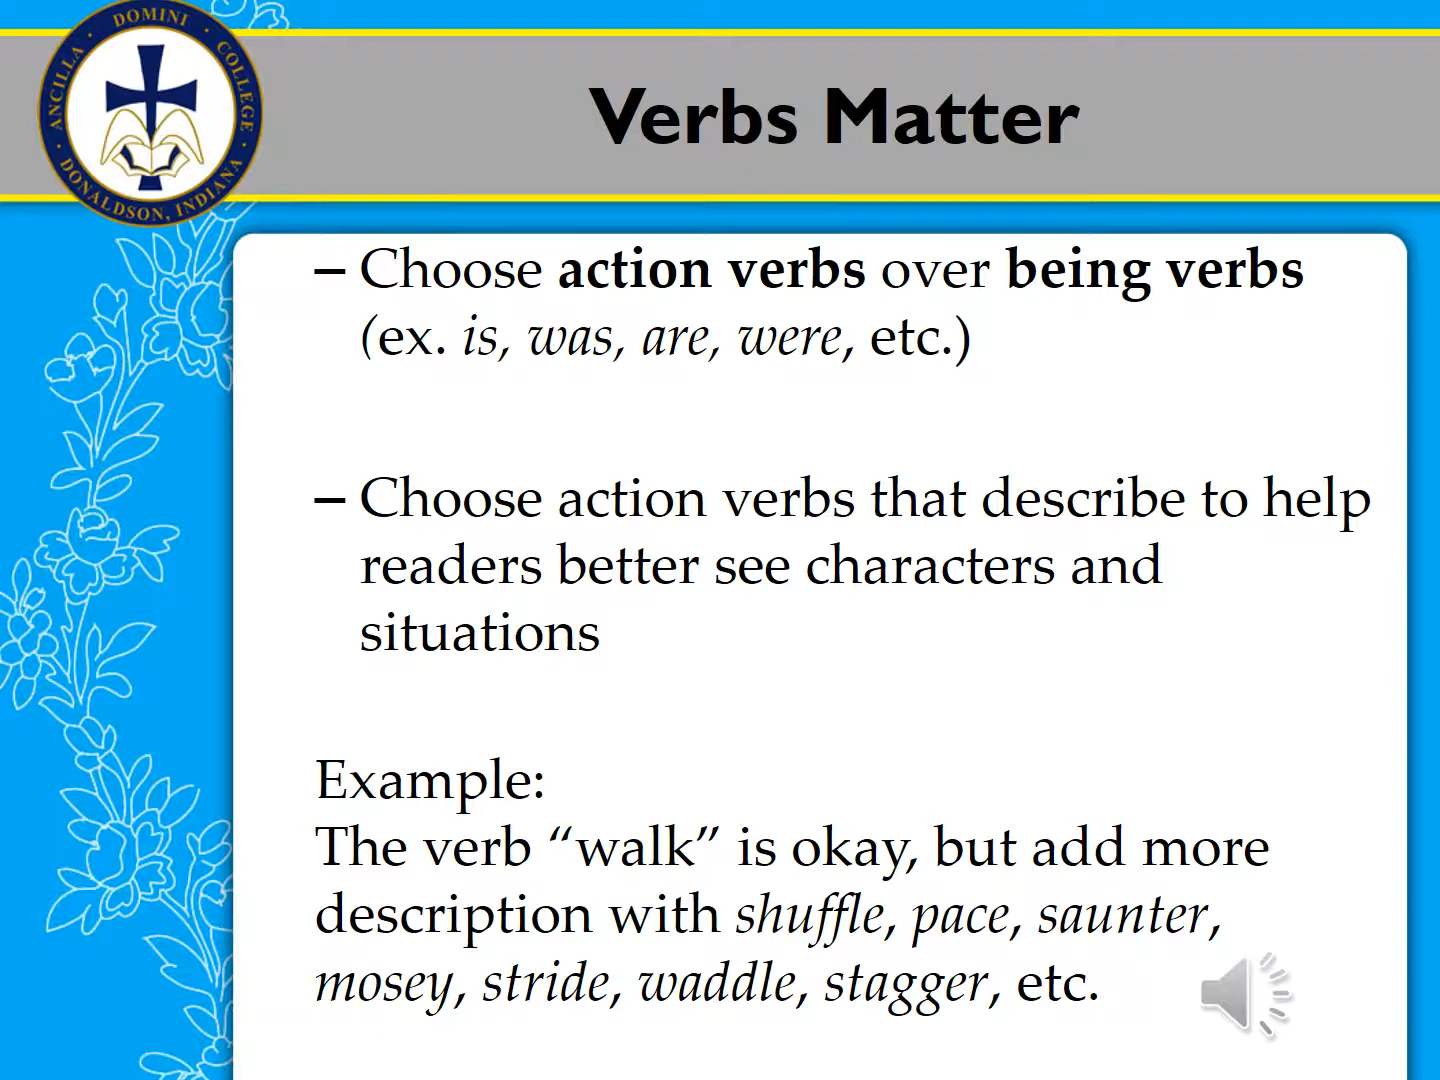 ANCILLA · DOMINI · COLLEGE
· DONALDSON, INDIANA ·
Verbs Matter
– Choose action verbs over being verbs
(ex. is, was, are, were, etc.)
– Choose action verbs that describe to help
readers better see characters and
situations
Example:
The verb “walk” is okay, but add more
description with shuffle, pace, saunter,
mosey, stride, waddle, stagger, etc.